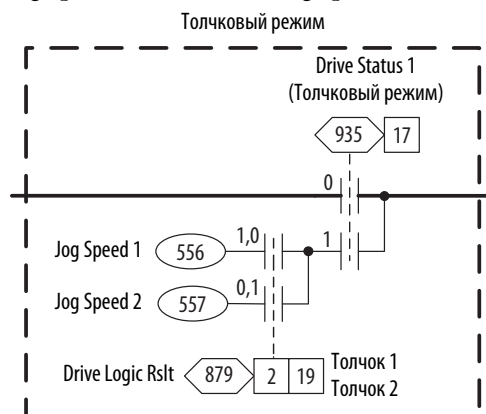 Толчковый режим
Drive Status 1
(Толчковый режим)
935 17
0
Jog Speed 1 556 1,0 1
Jog Speed 2 557 0,1
Drive Logic Rslt 879 2 19 Толчок 1
Толчок 2